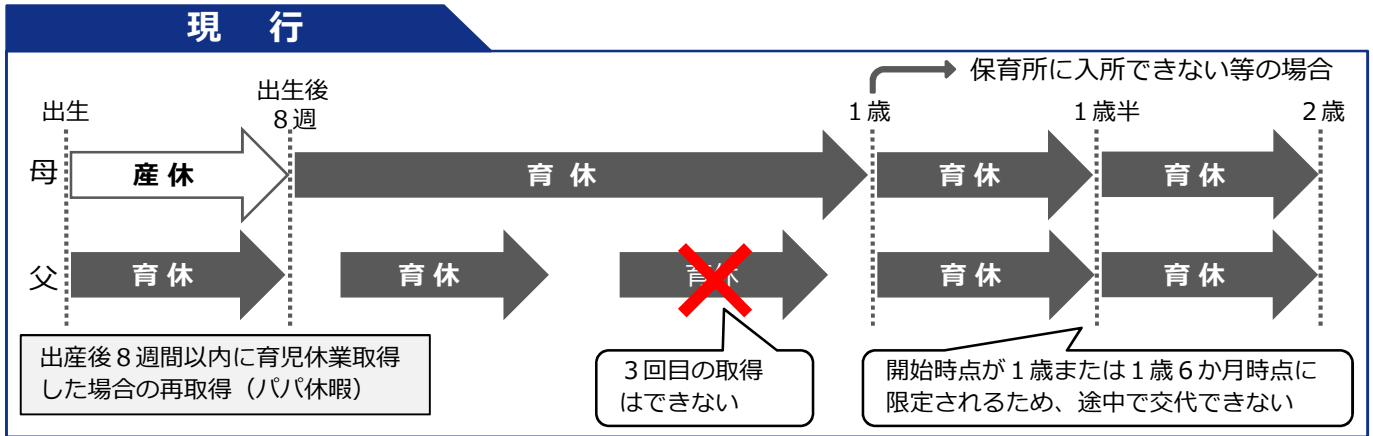 現 行
保育所に入所できない等の場合
出生
出生後
８週
１歳
１歳半
２歳
母
産休
育休
育休
育休
父
育休
育休
育休
育休
育休
出産後８週間以内に育児休業取得
した場合の再取得（パパ休暇）
３回目の取得
はできない
開始時点が１歳または１歳６か月時点に
限定されるため、途中で交代できない